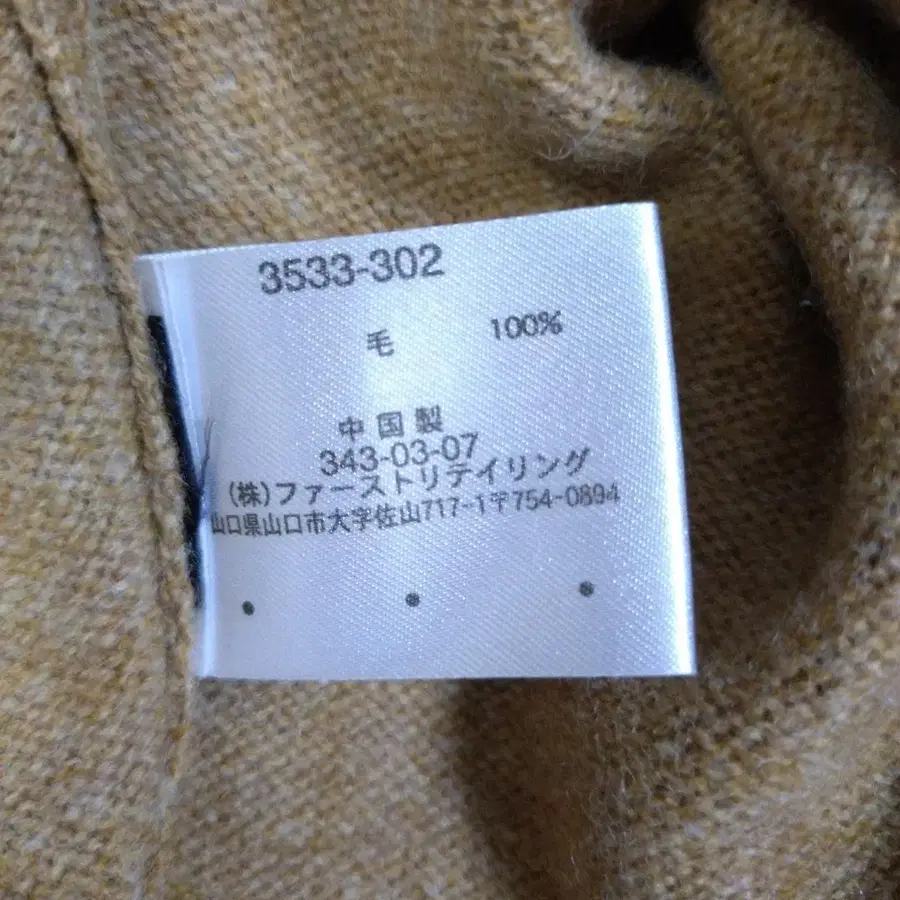 3533-302
毛 100%
中国製
343-03-07
(株)ファーストリテイリング
山口県山口市大字佐山717-1〒754-0894